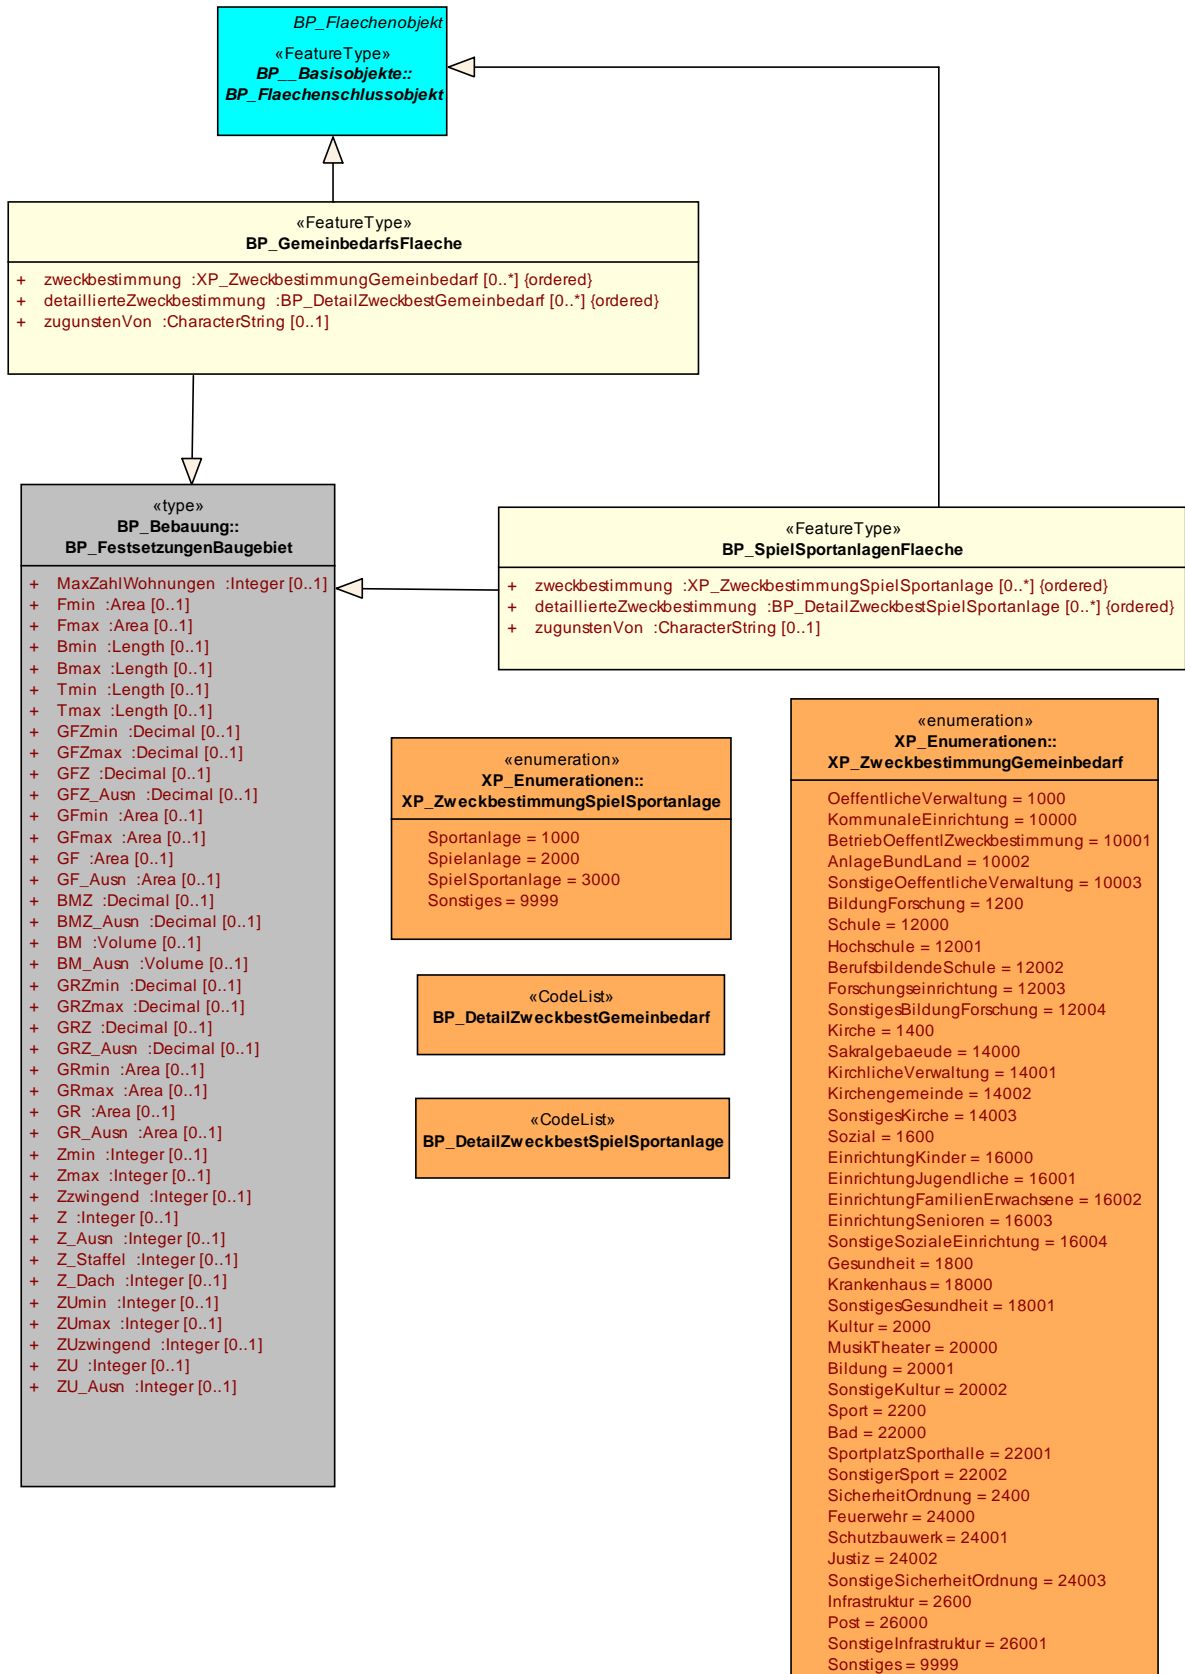 BP_Flaechenobjekt
«FeatureType»
BP__Basisobjekte::
BP_Flaechenschlussobjekt
«FeatureType»
BP_GemeinbedarfsFlaeche
+ zweckbestimmung :XP_ZweckbestimmungGemeinbedarf [0..*] {ordered}
+ detaillierteZweckbestimmung :BP_DetailZweckbestGemeinbedarf [0..*] {ordered}
+ zugunstenVon :CharacterString [0..1]
«type»
BP_Bebauung::
BP_FestsetzungenBaugebiet
+ MaxZahlWohnungen :Integer [0..1]
+ Fmin :Area [0..1]
+ Fmax :Area [0..1]
+ Bmin :Length [0..1]
+ Bmax :Length [0..1]
+ Tmin :Length [0..1]
+ Tmax :Length [0..1]
+ GFZmin :Decimal [0..1]
+ GFZmax :Decimal [0..1]
+ GFZ :Decimal [0..1]
+ GFZ_Ausn :Decimal [0..1]
+ GFmin :Area [0..1]
+ GFmax :Area [0..1]
+ GF :Area [0..1]
+ GF_Ausn :Area [0..1]
+ BMZ :Decimal [0..1]
+ BMZ_Ausn :Decimal [0..1]
+ BM :Volume [0..1]
+ BM_Ausn :Volume [0..1]
+ GRZmin :Decimal [0..1]
+ GRZmax :Decimal [0..1]
+ GRZ :Decimal [0..1]
+ GRZ_Ausn :Decimal [0..1]
+ GRmin :Area [0..1]
+ GRmax :Area [0..1]
+ GR :Area [0..1]
+ GR_Ausn :Area [0..1]
+ Zmin :Integer [0..1]
+ Zmax :Integer [0..1]
+ Zzwingend :Integer [0..1]
+ Z :Integer [0..1]
+ Z_Ausn :Integer [0..1]
+ Z_Staffel :Integer [0..1]
+ Z_Dach :Integer [0..1]
+ ZUmin :Integer [0..1]
+ ZUmax :Integer [0..1]
+ ZUzwingend :Integer [0..1]
+ ZU :Integer [0..1]
+ ZU_Ausn :Integer [0..1]
«FeatureType»
BP_SpielSportanlagenFlaeche
+ zweckbestimmung :XP_ZweckbestimmungSpielSportanlage [0..*] {ordered}
+ detaillierteZweckbestimmung :BP_DetailZweckbestSpielSportanlage [0..*] {ordered}
+ zugunstenVon :CharacterString [0..1]
«enumeration»
XP_Enumerationen::
XP_ZweckbestimmungSpielSportanlage
Sportanlage = 1000
Spielanlage = 2000
SpielSportanlage = 3000
Sonstiges = 9999
«CodeList»
BP_DetailZweckbestGemeinbedarf
«CodeList»
BP_DetailZweckbestSpielSportanlage
«enumeration»
XP_Enumerationen::
XP_ZweckbestimmungGemeinbedarf
OeffentlicheVerwaltung = 1000
KommunaleEinrichtung = 10000
BetriebOeffentlZweckbestimmung = 10001
AnlageBundLand = 10002
SonstigeOeffentlicheVerwaltung = 10003
BildungForschung = 1200
Schule = 12000
Hochschule = 12001
BerufsbildendeSchule = 12002
Forschungseinrichtung = 12003
SonstigesBildungForschung = 12004
Kirche = 1400
Sakralgebaeude = 14000
KirchlicheVerwaltung = 14001
Kirchengemeinde = 14002
SonstigesKirche = 14003
Sozial = 1600
EinrichtungKinder = 16000
EinrichtungJugendliche = 16001
EinrichtungFamilienErwachsene = 16002
EinrichtungSenioren = 16003
SonstigeSozialeEinrichtung = 16004
Gesundheit = 1800
Krankenhaus = 18000
SonstigesGesundheit = 18001
Kultur = 2000
MusikTheater = 20000
Bildung = 20001
SonstigeKultur = 20002
Sport = 2200
Bad = 22000
SportplatzSporthalle = 22001
SonstigerSport = 22002
SicherheitOrdnung = 2400
Feuerwehr = 24000
Schutzbauwerk = 24001
Justiz = 24002
SonstigeSicherheitOrdnung = 24003
Infrastruktur = 2600
Post = 26000
SonstigeInfrastruktur = 26001
Sonstiges = 9999